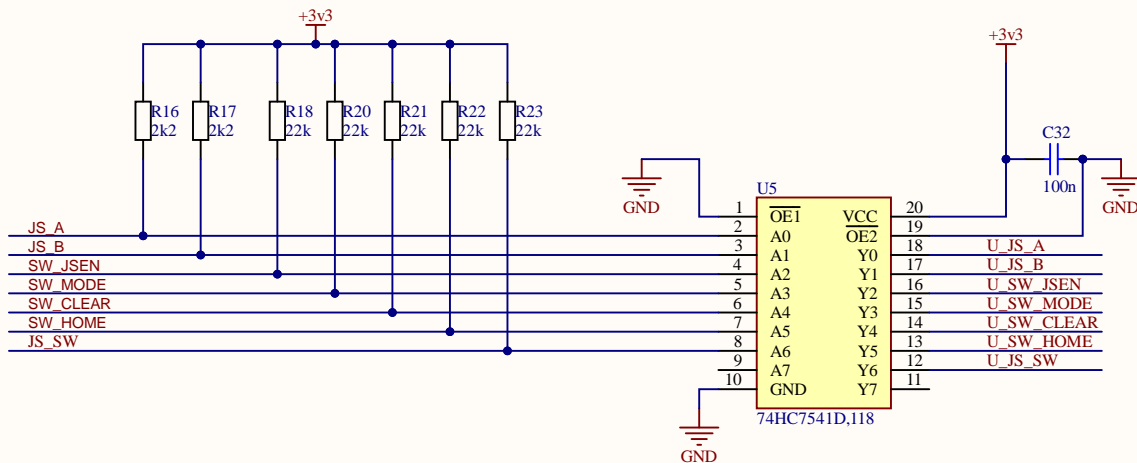 +3v3
+3v3
R16
2k2
R17
2k2
R18
22k
R20
22k
R21
22k
R22
22k
R23
22k
C32
100n
GND
GND
U5
JS_A
JS_B
SW_JSEN
SW_MODE
SW_CLEAR
SW_HOME
JS_SW
1 OE1 VCC 20
2 A0 OE2 19
3 A1 Y0 18 U_JS_A
4 A2 Y1 17 U_JS_B
5 A3 Y2 16 U_SW_JSEN
6 A4 Y3 15 U_SW_MODE
7 A5 Y4 14 U_SW_CLEAR
8 A6 Y5 13 U_SW_HOME
9 A7 Y6 12 U_JS_SW
10 GND Y7 11
74HC7541D,118
GND